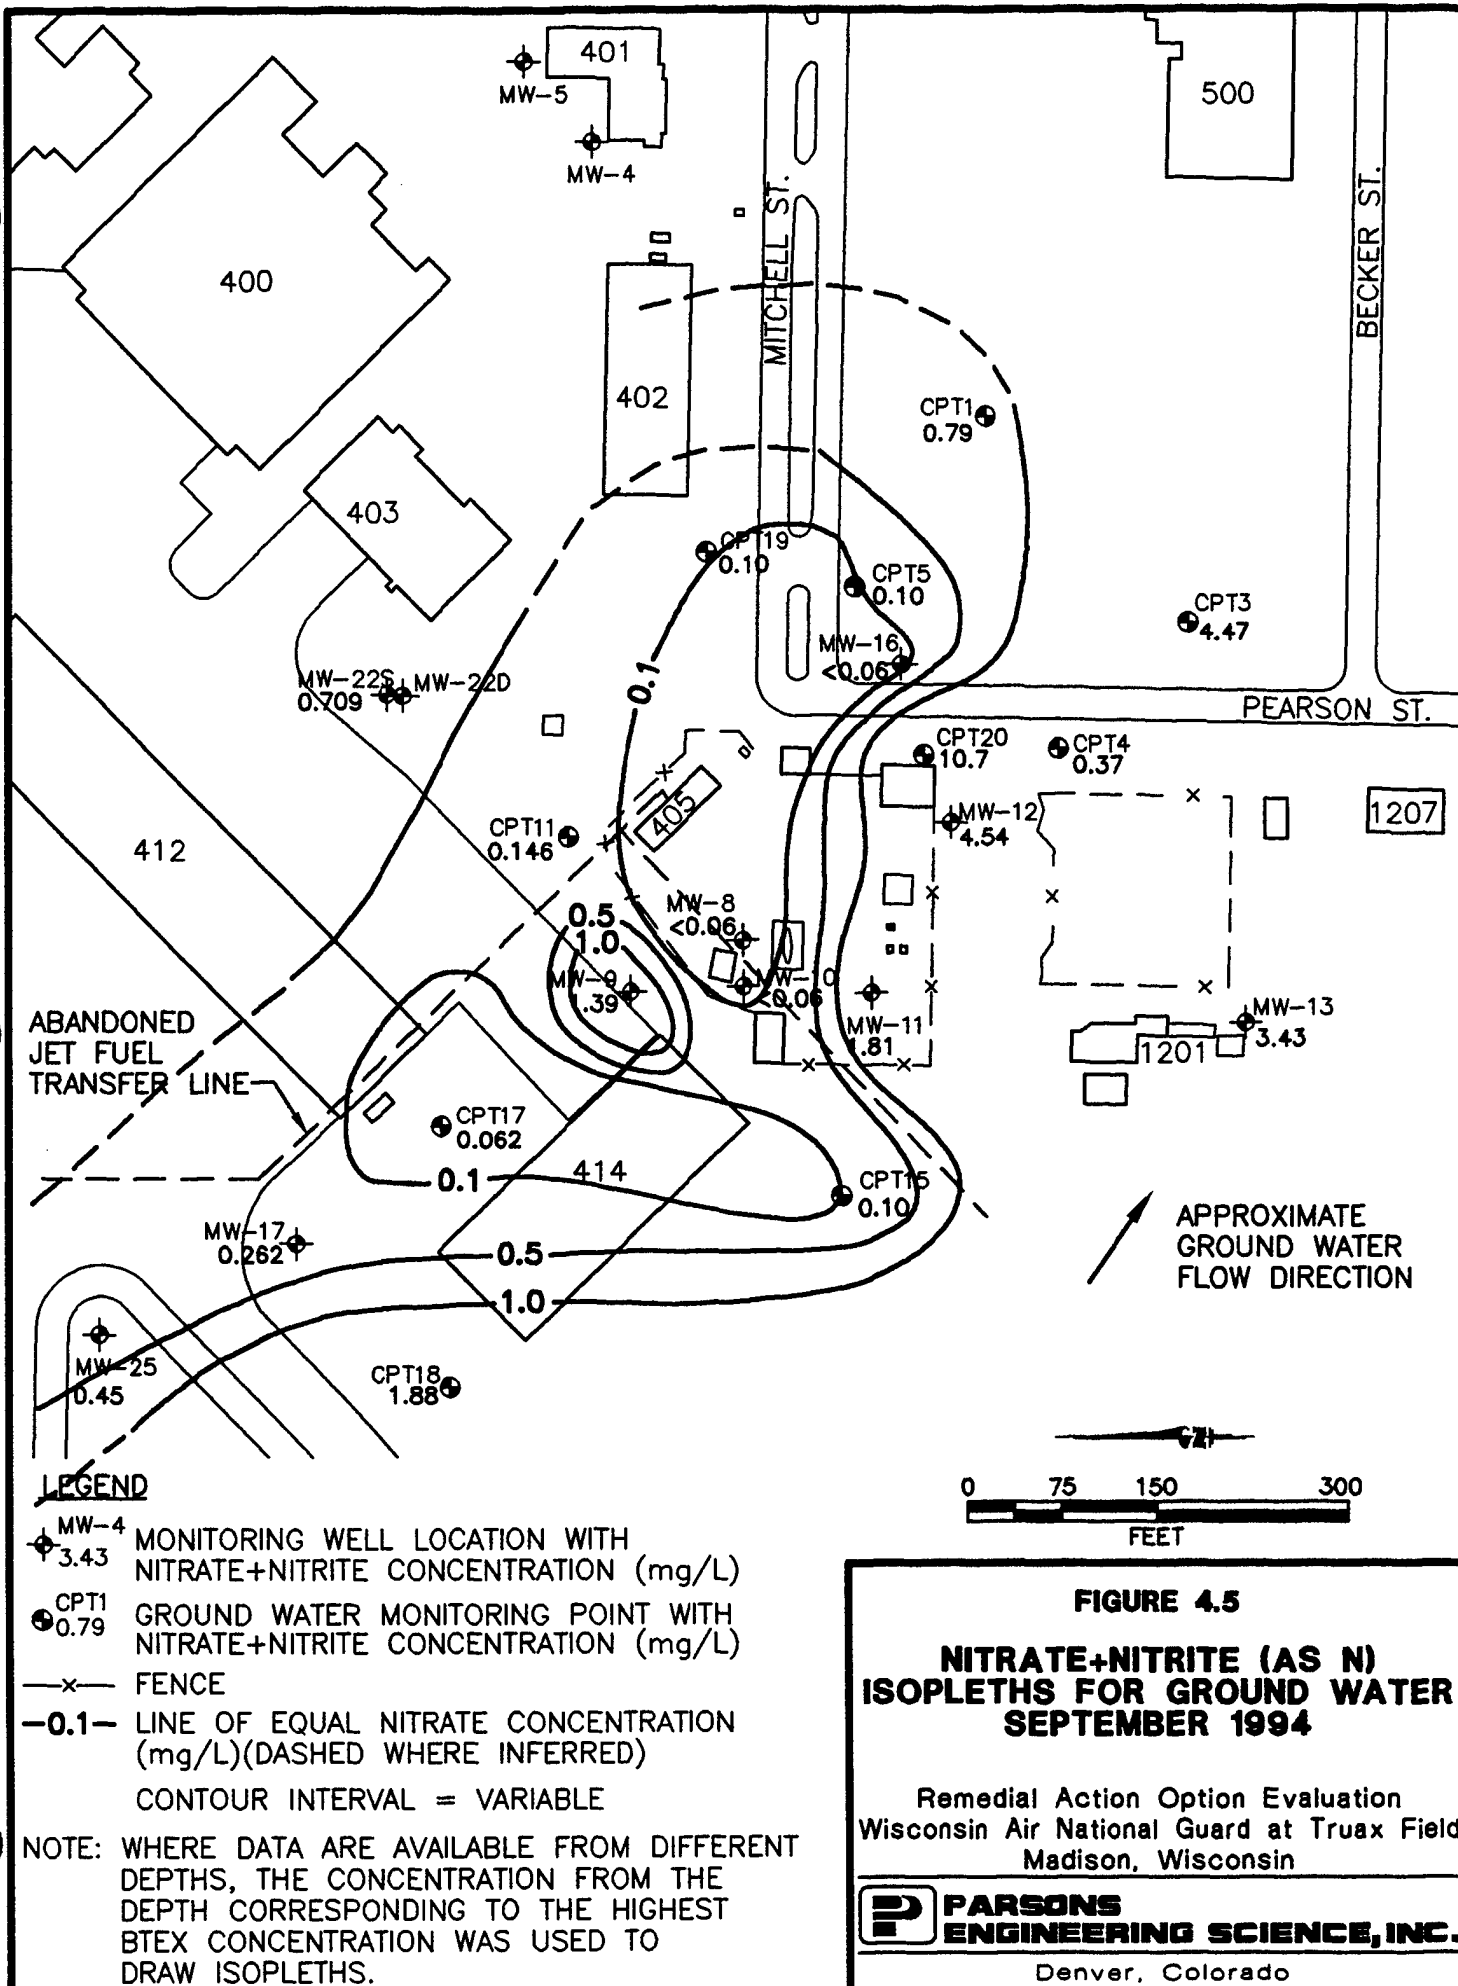 401
MW-5
500
MW-4
MITCHELL ST.
BECKER ST.
400
402
CPT1
0.79
403
CPT19
0.10
CPT5
0.10
CPT3
4.47
MW-16
<0.06
0.1
MW-22S
0.709
MW-22D
PEARSON ST.
CPT20
10.7
CPT4
0.37
405
MW-12
4.54
1207
CPT11
0.146
412
MW-8
<0.06
0.5
1.0
MW-9
MW-10
<0.06
MW-11
1.81
MW-13
3.43
1201
ABANDONED
JET FUEL
TRANSFER LINE
CPT17
0.062
0.1
414
CPT15
0.10
MW-17
0.262
0.5
1.0
APPROXIMATE
GROUND WATER
FLOW DIRECTION
MW-25
0.45
CPT18
1.88
LEGEND
0 75 150 300
FEET
MW-4
3.43
MONITORING WELL LOCATION WITH
NITRATE+NITRITE CONCENTRATION (mg/L)
CPT1
0.79
GROUND WATER MONITORING POINT WITH
NITRATE+NITRITE CONCENTRATION (mg/L)
—x— FENCE
—0.1— LINE OF EQUAL NITRATE CONCENTRATION
(mg/L)(DASHED WHERE INFERRED)
CONTOUR INTERVAL = VARIABLE
NOTE: WHERE DATA ARE AVAILABLE FROM DIFFERENT
DEPTHS, THE CONCENTRATION FROM THE
DEPTH CORRESPONDING TO THE HIGHEST
BTEX CONCENTRATION WAS USED TO
DRAW ISOPLETHS.
FIGURE 4.5
NITRATE+NITRITE (AS N)
ISOPLETHS FOR GROUND WATER
SEPTEMBER 1994
Remedial Action Option Evaluation
Wisconsin Air National Guard at Truax Field
Madison, Wisconsin
PARSONS
ENGINEERING SCIENCE, INC.
Denver, Colorado